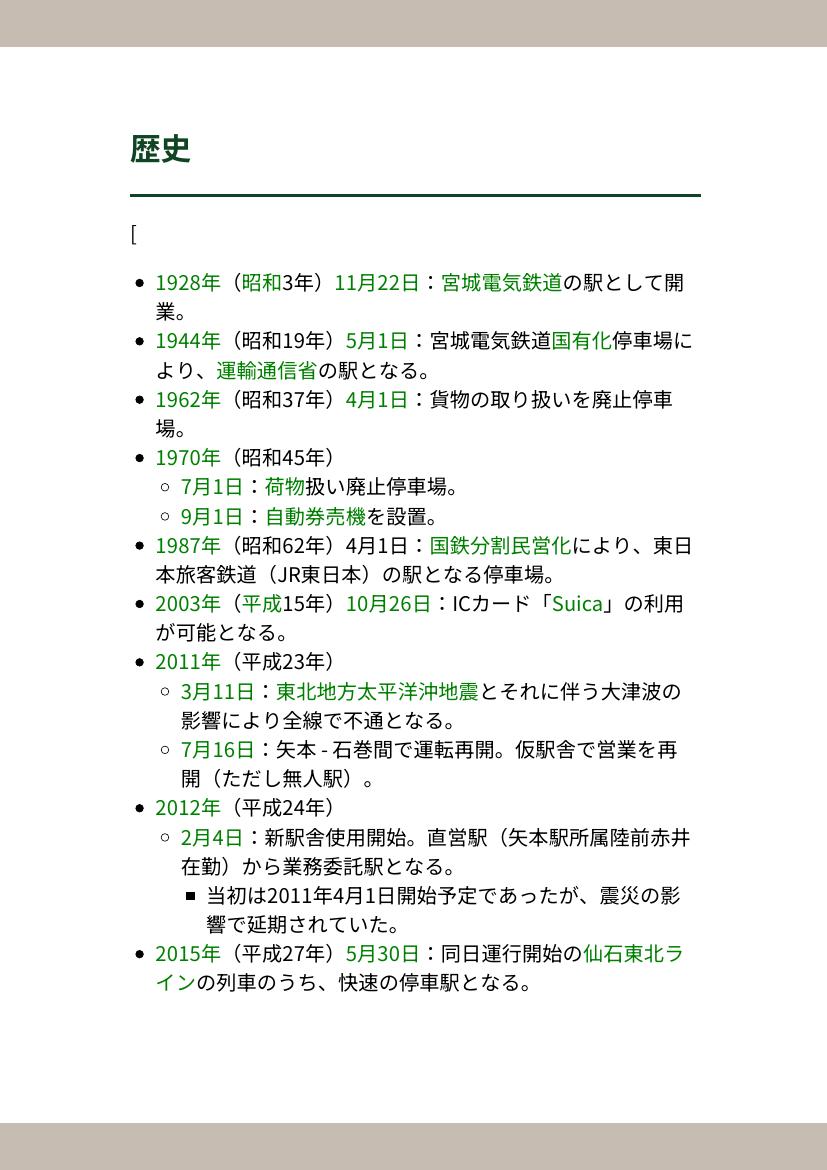 歴史
[
1928年（昭和3年）11月22日：宮城電気鉄道の駅として開
業。
1944年（昭和19年）5月1日：宮城電気鉄道国有化停車場に
より、運輸通信省の駅となる。
1962年（昭和37年）4月1日：貨物の取り扱いを廃止停車
場。
1970年（昭和45年）
7月1日：荷物扱い廃止停車場。
9月1日：自動券売機を設置。
1987年（昭和62年）4月1日：国鉄分割民営化により、東日
本旅客鉄道（JR東日本）の駅となる停車場。
2003年（平成15年）10月26日：ICカード「Suica」の利用
が可能となる。
2011年（平成23年）
3月11日：東北地方太平洋沖地震とそれに伴う大津波の
影響により全線で不通となる。
7月16日：矢本 - 石巻間で運転再開。仮駅舎で営業を再
開（ただし無人駅）。
2012年（平成24年）
2月4日：新駅舎使用開始。直営駅（矢本駅所属陸前赤井
在勤）から業務委託駅となる。
当初は2011年4月1日開始予定であったが、震災の影
響で延期されていた。
2015年（平成27年）5月30日：同日運行開始の仙石東北ラ
インの列車のうち、快速の停車駅となる。